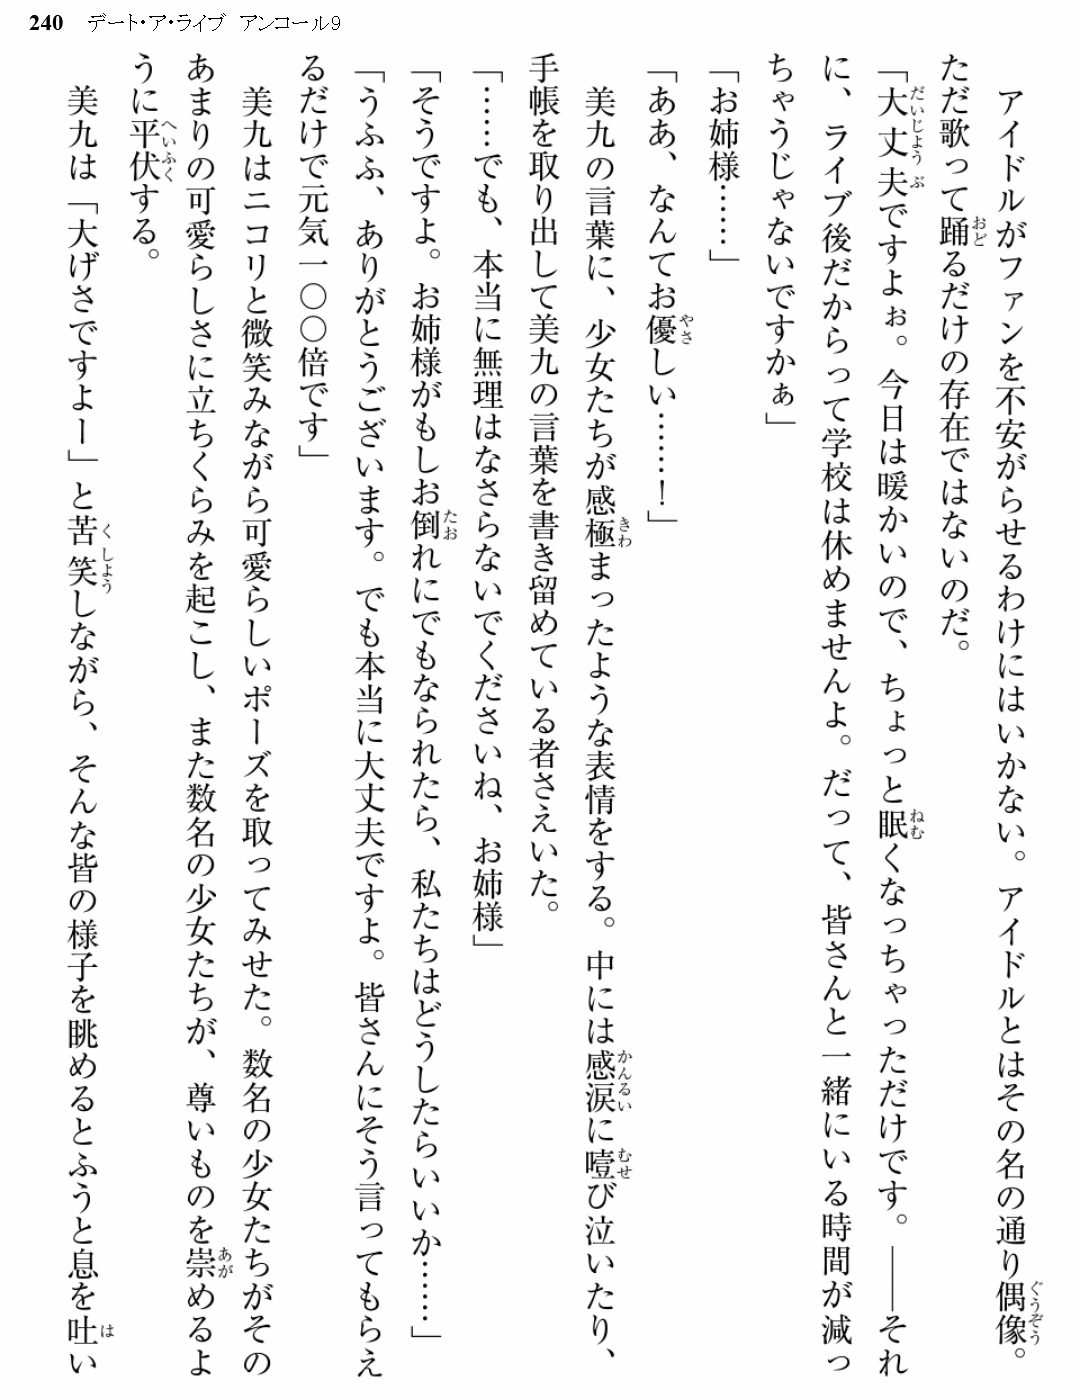 240 デート・ア・ライブ アンコール9
　アイドルがファンを不安がらせるわけにはいかない。アイドルとはその名の通り偶像。
ただ歌って踊るだけの存在ではないのだ。
「大丈夫ですよぉ。今日は暖かいので、ちょっと眠くなっちゃっただけです。――それ
に、ライブ後だからって学校は休めませんよ。だって、皆さんと一緒にいる時間が減っ
ちゃうじゃないですかぁ」
「お姉様……」
「ああ、なんてお優しい……！」
　美九の言葉に、少女たちが感極まったような表情をする。中には感涙に噎び泣いたり、
手帳を取り出して美九の言葉を書き留めている者さえいた。
「……でも、本当に無理はなさらないでくださいね、お姉様」
「そうですよ。お姉様がもしお倒れにでもなられたら、私たちはどうしたらいいか……」
「うふふ、ありがとうございます。でも本当に大丈夫ですよ。皆さんにそう言ってもらえ
るだけで元気一〇〇倍です」
　美九はニコリと微笑みながら可愛らしいポーズを取ってみせた。数名の少女たちがその
あまりの可愛らしさに立ちくらみを起こし、また数名の少女たちが、尊いものを崇めるよ
うに平伏する。
　美九は「大げさですよー」と苦笑しながら、そんな皆の様子を眺めるとふうと息を吐い